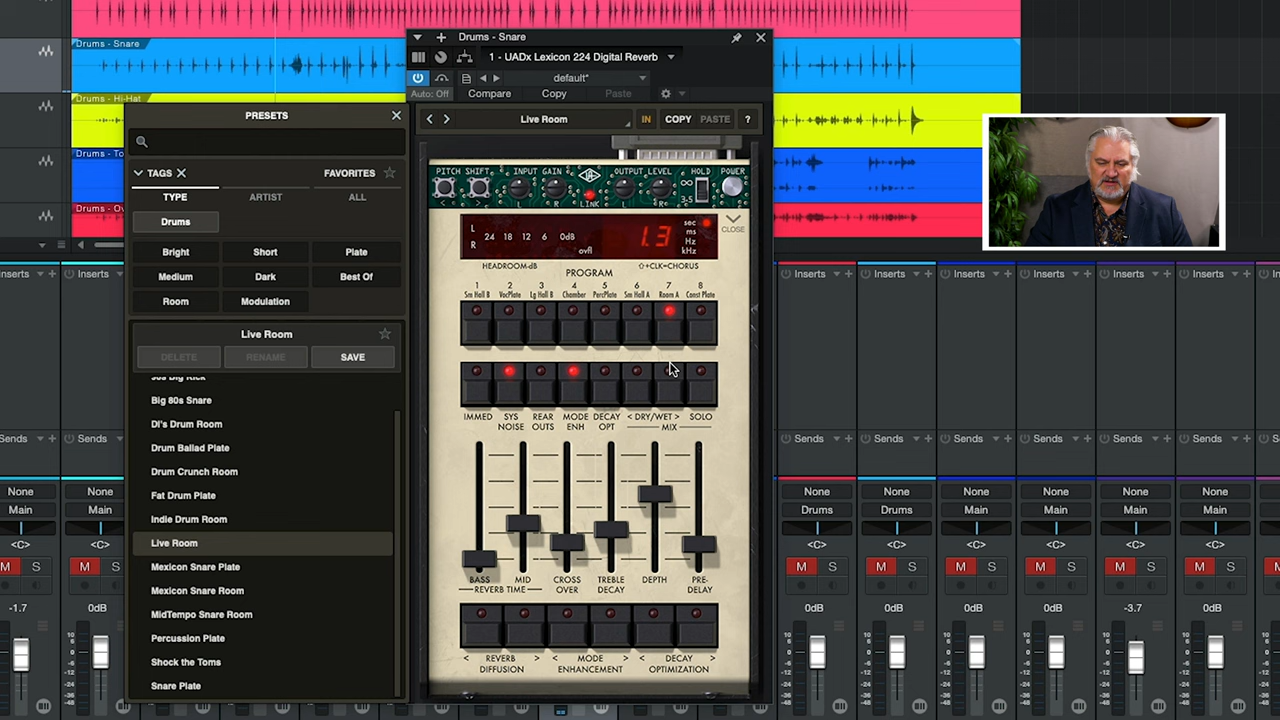 Drums - Snare
1 - UADx Lexicon 224 Digital Reverb
default*
Auto: Off
Compare
Copy
Paste
Drums - Snare
Drums - Hi-Hat
Drums - To
Drums - Ov
PRESETS
TAGS
FAVORITES
TYPE
ARTIST
ALL
Drums
Bright
Short
Plate
Medium
Dark
Best Of
Room
Modulation
Live Room
DELETE
RENAME
SAVE
90s Big Kick
Big 80s Snare
DI's Drum Room
Drum Ballad Plate
Drum Crunch Room
Fat Drum Plate
Indie Drum Room
Live Room
Mexicon Snare Plate
Mexicon Snare Room
MidTempo Snare Room
Percussion Plate
Shock the Toms
Snare Plate
Live Room
IN
COPY
PASTE
?
PITCH SHIFT
INPUT GAIN
OUTPUT LEVEL
HOLD
POWER
LINK
3-5
L
R
24 18 12 6 0dB
ovfl
1.3
sec
ms
Hz
kHz
CLOSE
HEADROOM-dB
PROGRAM
⇧+CLK=CHORUS
1 2 3 4 5 6 7 8
Sm Hall B VocPlate Lg Hall B Chamber PercPlate Sm Hall A Room A Const Plate
IMMED
SYS NOISE
REAR OUTS
MODE ENH
DECAY OPT
< DRY/WET >
MIX
SOLO
BASS
MID
REVERB TIME
CROSS OVER
TREBLE DECAY
DEPTH
PRE-DELAY
< REVERB DIFFUSION >
< MODE ENHANCEMENT >
< DECAY OPTIMIZATION >
nserts
Inserts
Inserts
Inserts
Inserts
Inserts
Inserts
Inserts
ends
Sends
Sends
Sends
Sends
Sends
Sends
Sends
None
None
None
None
None
None
None
None
Main
Main
Drums
Drums
Main
Main
Main
Main
<C>
<C>
<C>
<C>
<C>
<C>
<C>
<C>
M S
M S
M S
M S
M S
M S
M S
M S
-1.7
0dB
0dB
0dB
0dB
0dB
-3.7
0dB